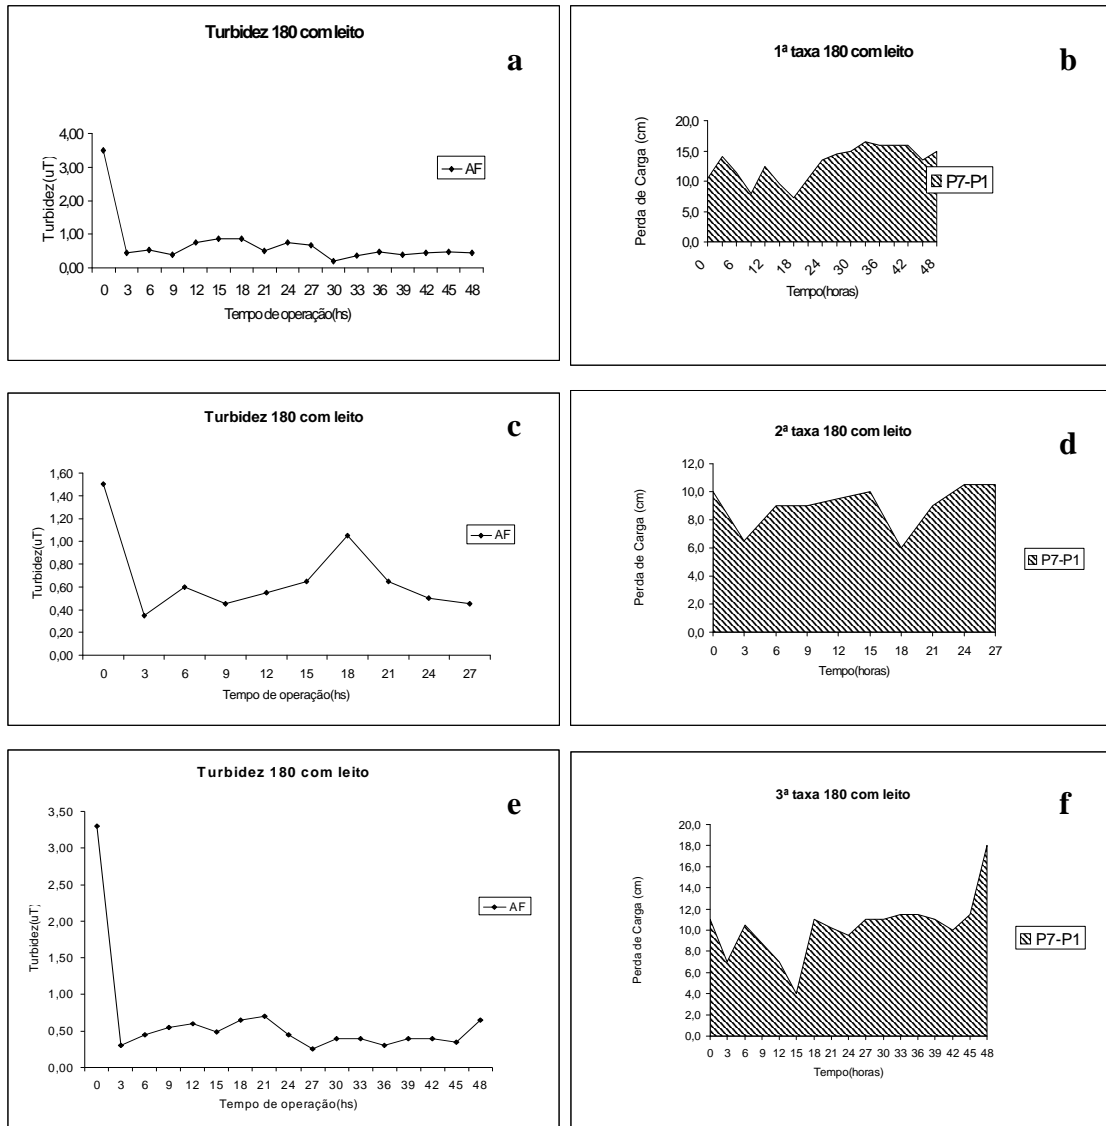 Turbidez 180 com leito
a
4,00
3,00
2,00
1,00
0,00
Turbidez(uT)
AF
0 3 6 9 12 15 18 21 24 27 30 33 36 39 42 45 48
Tempo de operação(hs)
1ª taxa 180 com leito
b
20,0
15,0
10,0
5,0
0,0
Perda de Carga (cm)
P7-P1
0 6 12 18 24 30 36 42 48
Tempo(horas)
Turbidez 180 com leito
c
1,60
1,40
1,20
1,00
0,80
0,60
0,40
0,20
0,00
Turbidez(uT)
AF
0 3 6 9 12 15 18 21 24 27
Tempo de operação(hs)
2ª taxa 180 com leito
d
12,0
10,0
8,0
6,0
4,0
2,0
0,0
Perda de Carga (cm)
P7-P1
0 3 6 9 12 15 18 21 24 27
Tempo(horas)
Turbidez 180 com leito
e
3,50
3,00
2,50
2,00
1,50
1,00
0,50
0,00
Turbidez(uT)
AF
0 3 6 9 12 15 18 21 24 27 30 33 36 39 42 45 48
Tempo de operação(hs)
3ª taxa 180 com leito
f
20,0
18,0
16,0
14,0
12,0
10,0
8,0
6,0
4,0
2,0
0,0
Perda de Carga (cm)
P7-P1
0 3 6 9 12 15 18 21 24 27 30 33 36 39 42 45 48
Tempo(horas)